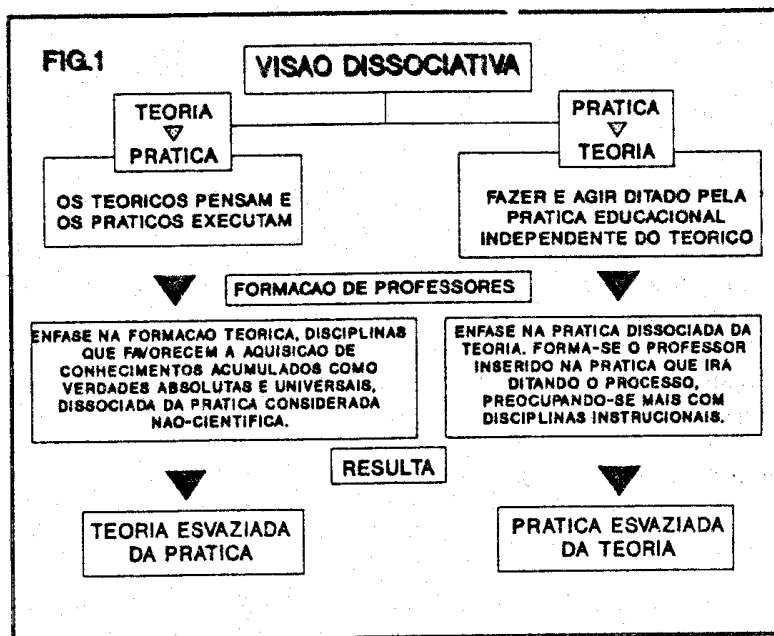 FIG.1
VISAO DISSOCIATIVA
TEORIA
PRATICA
OS TEORICOS PENSAM E
OS PRATICOS EXECUTAM
PRATICA
TEORIA
FAZER E AGIR DITADO PELA
PRATICA EDUCACIONAL
INDEPENDENTE DO TEORICO
FORMACAO DE PROFESSORES
ENFASE NA FORMACAO TEORICA, DISCIPLINAS
QUE FAVORECEM A AQUISICAO DE
CONHECIMENTOS ACUMULADOS COMO
VERDADES ABSOLUTAS E UNIVERSAIS,
DISSOCIADA DA PRATICA CONSIDERADA
NAO-CIENTIFICA.
ENFASE NA PRATICA DISSOCIADA DA
TEORIA. FORMA-SE O PROFESSOR
INSERIDO NA PRATICA QUE IRÁ
DITANDO O PROCESSO,
PREOCUPANDO-SE MAIS COM
DISCIPLINAS INSTRUCIONAIS.
RESULTA
TEORIA ESVAZIADA
DA PRATICA
PRATICA ESVAZIADA
DA TEORIA